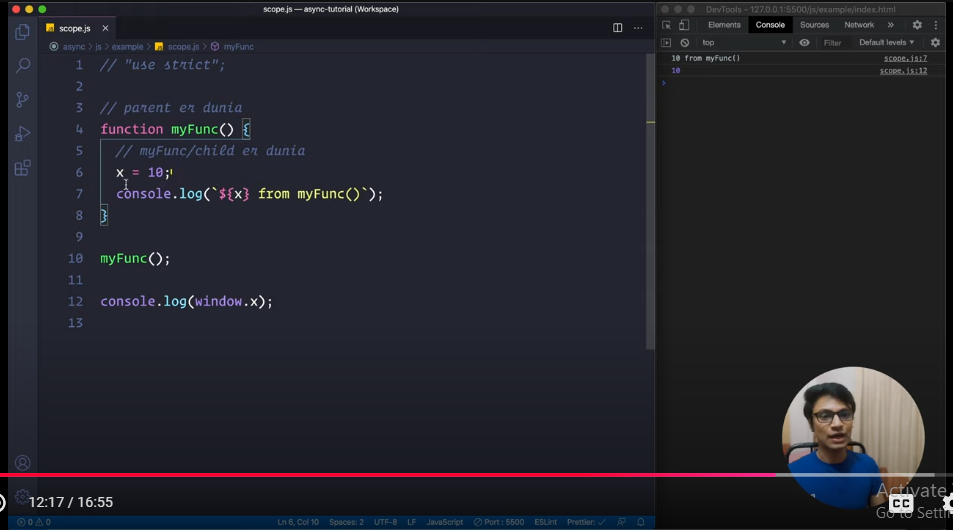 scope.js — async-tutorial (Workspace)
DevTools - 127.0.0.1:5500/js/example/index.html
scope.js
Elements Console Sources Network
async › js › example › scope.js › myFunc
top Filter Default levels
1 // "use strict";
2
3 // parent er dunia
4 function myFunc() {
5 // myFunc/child er dunia
6 x = 10;
7 console.log(`${x} from myFunc()`);
8 }
9
10 myFunc();
11
12 console.log(window.x);
13
10 from myFunc() scope.js:7
10 scope.js:12
12:17 / 16:55
CC
Activate
Go to Setti
0 0 Ln 6, Col 10 Spaces: 2 UTF-8 LF JavaScript Port : 5500 ESLint Prettier: